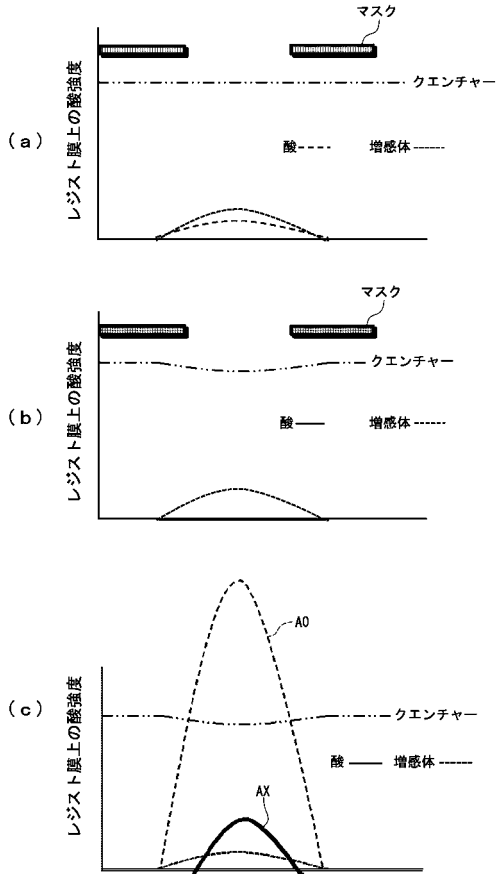 マスク
クエンチャー
(a)
レジスト膜上の酸強度
酸
増感体
マスク
クエンチャー
(b)
レジスト膜上の酸強度
酸
増感体
A0
クエンチャー
(c)
レジスト膜上の酸強度
酸
増感体
AX